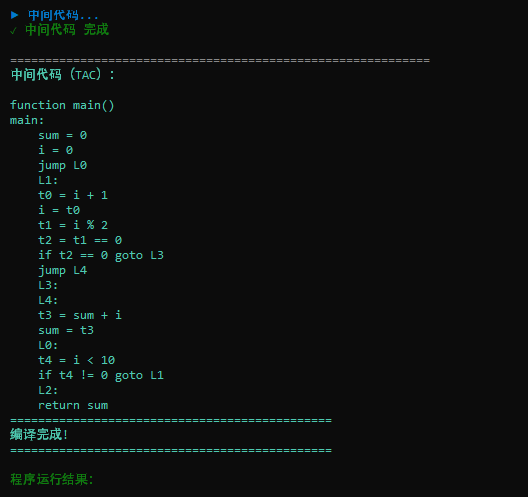 ▶ 中间代码...
✓ 中间代码 完成
============================================================
中间代码（TAC）：
function main()
main:
    sum = 0
    i = 0
    jump L0
    L1:
    t0 = i + 1
    i = t0
    t1 = i % 2
    t2 = t1 == 0
    if t2 == 0 goto L3
    jump L4
    L3:
    L4:
    t3 = sum + i
    sum = t3
    L0:
    t4 = i < 10
    if t4 != 0 goto L1
    L2:
    return sum
==============================================
编译完成!
==============================================
程序运行结果: